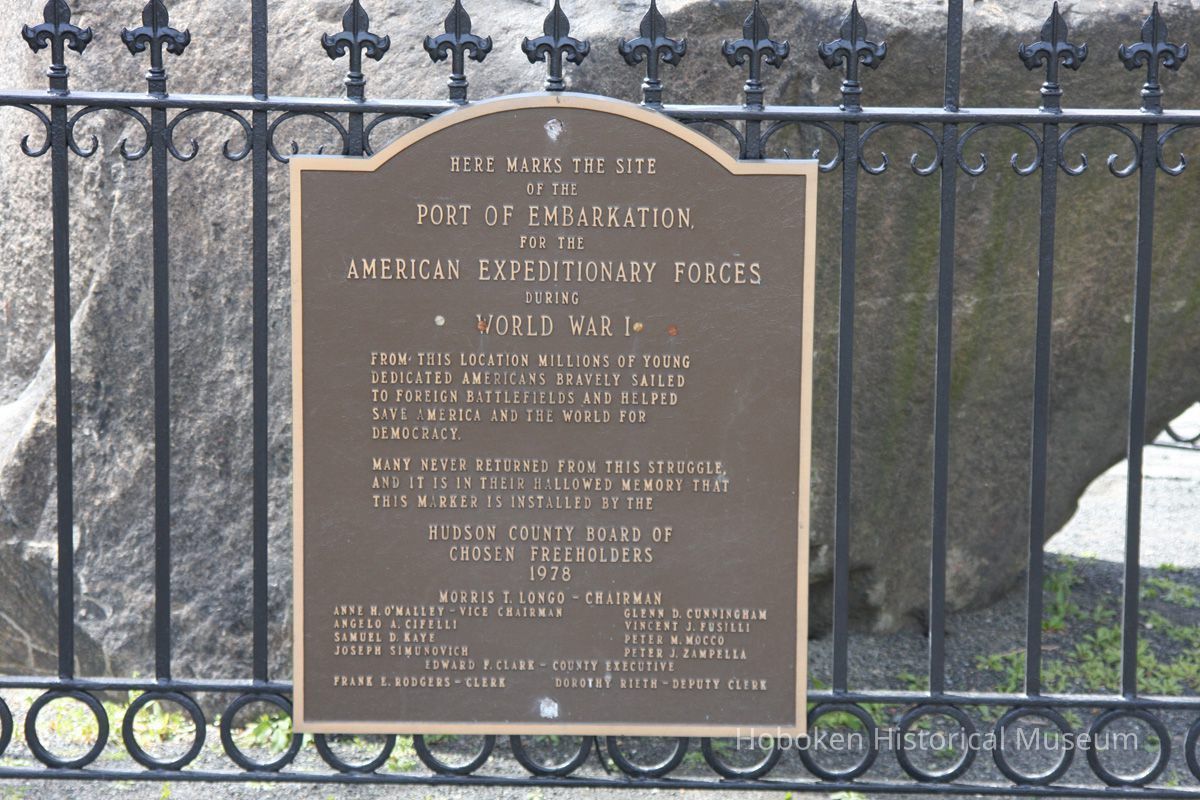 HERE MARKS THE SITE
OF THE
PORT OF EMBARKATION,
FOR THE
AMERICAN EXPEDITIONARY FORCES
DURING
WORLD WAR I
FROM THIS LOCATION MILLIONS OF YOUNG
DEDICATED AMERICANS BRAVELY SAILED
TO FOREIGN BATTLEFIELDS AND HELPED
SAVE AMERICA AND THE WORLD FOR
DEMOCRACY.
MANY NEVER RETURNED FROM THIS STRUGGLE,
AND IT IS IN THEIR HALLOWED MEMORY THAT
THIS MARKER IS INSTALLED BY THE
HUDSON COUNTY BOARD OF
CHOSEN FREEHOLDERS
1978
MORRIS T. LONGO - CHAIRMAN
ANNE H. O'MALLEY - VICE CHAIRMAN GLENN D. CUNNINGHAM
ANGELO A. CIFELLI VINCENT J. FUSILLI
SAMUEL D. KAYE PETER M. MOCCO
JOSEPH SIMUNOVICH PETER J. ZAMPELLA
EDWARD F. CLARK - COUNTY EXECUTIVE
FRANK E. RODGERS - CLERK DOROTHY RIETH - DEPUTY CLERK
Hoboken Historical Museum